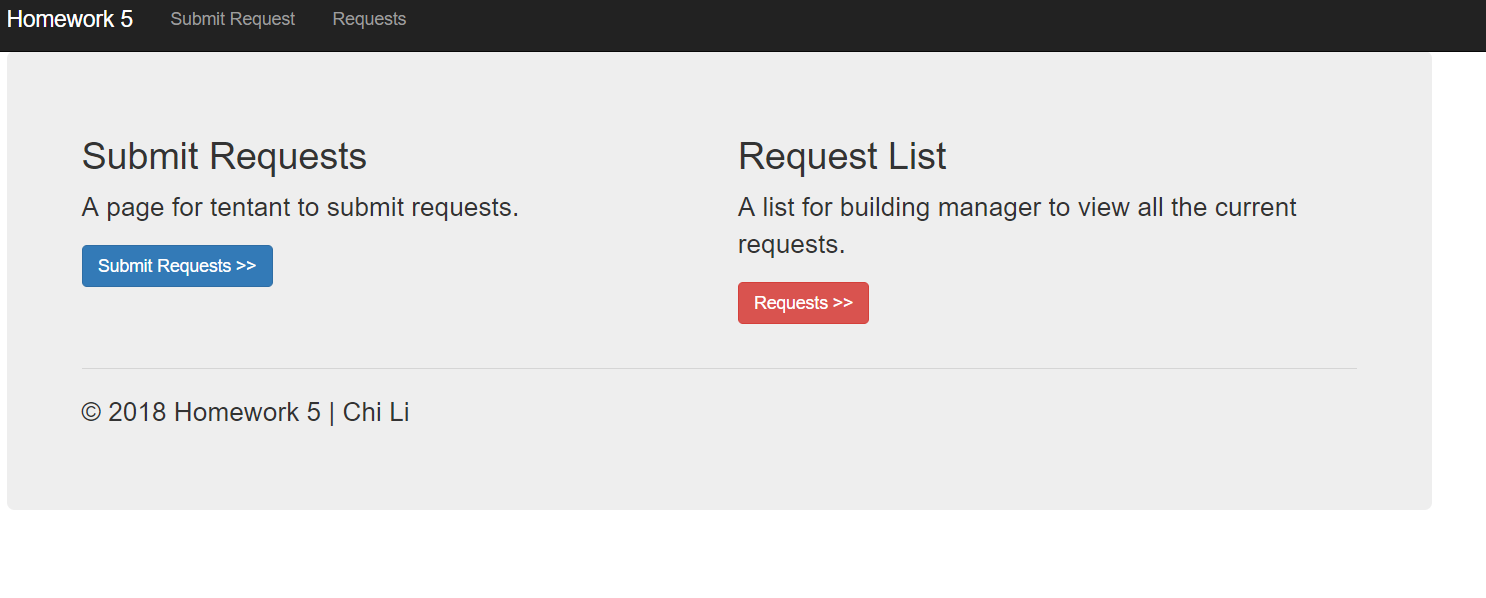 Homework 5 Submit Request Requests
Submit Requests
A page for tentant to submit requests.
Submit Requests >>
Request List
A list for building manager to view all the current
requests.
Requests >>
© 2018 Homework 5 | Chi Li